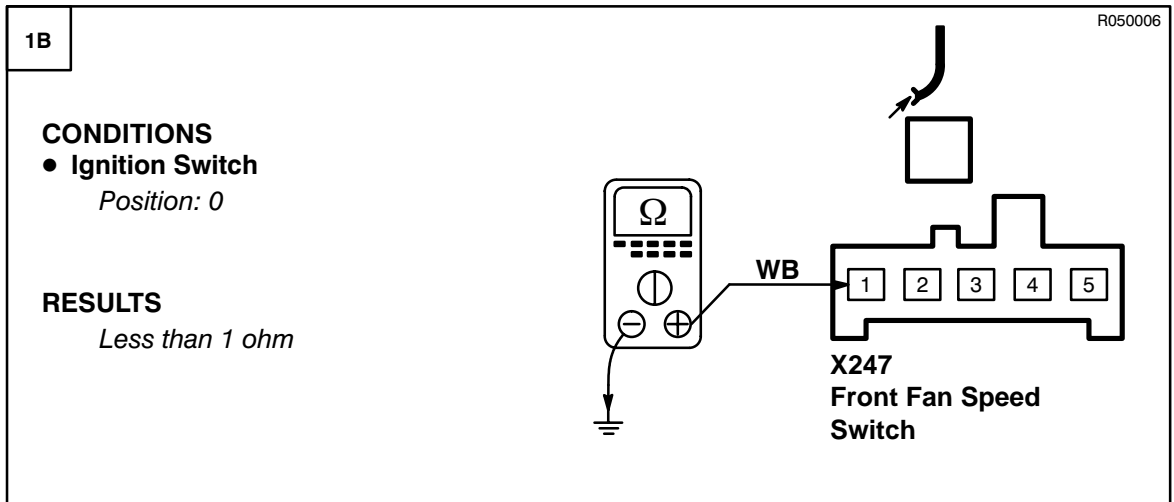 1B
R050006
CONDITIONS
● Ignition Switch
Position: 0
RESULTS
Less than 1 ohm
Ω
WB
1 2 3 4 5
X247
Front Fan Speed
Switch